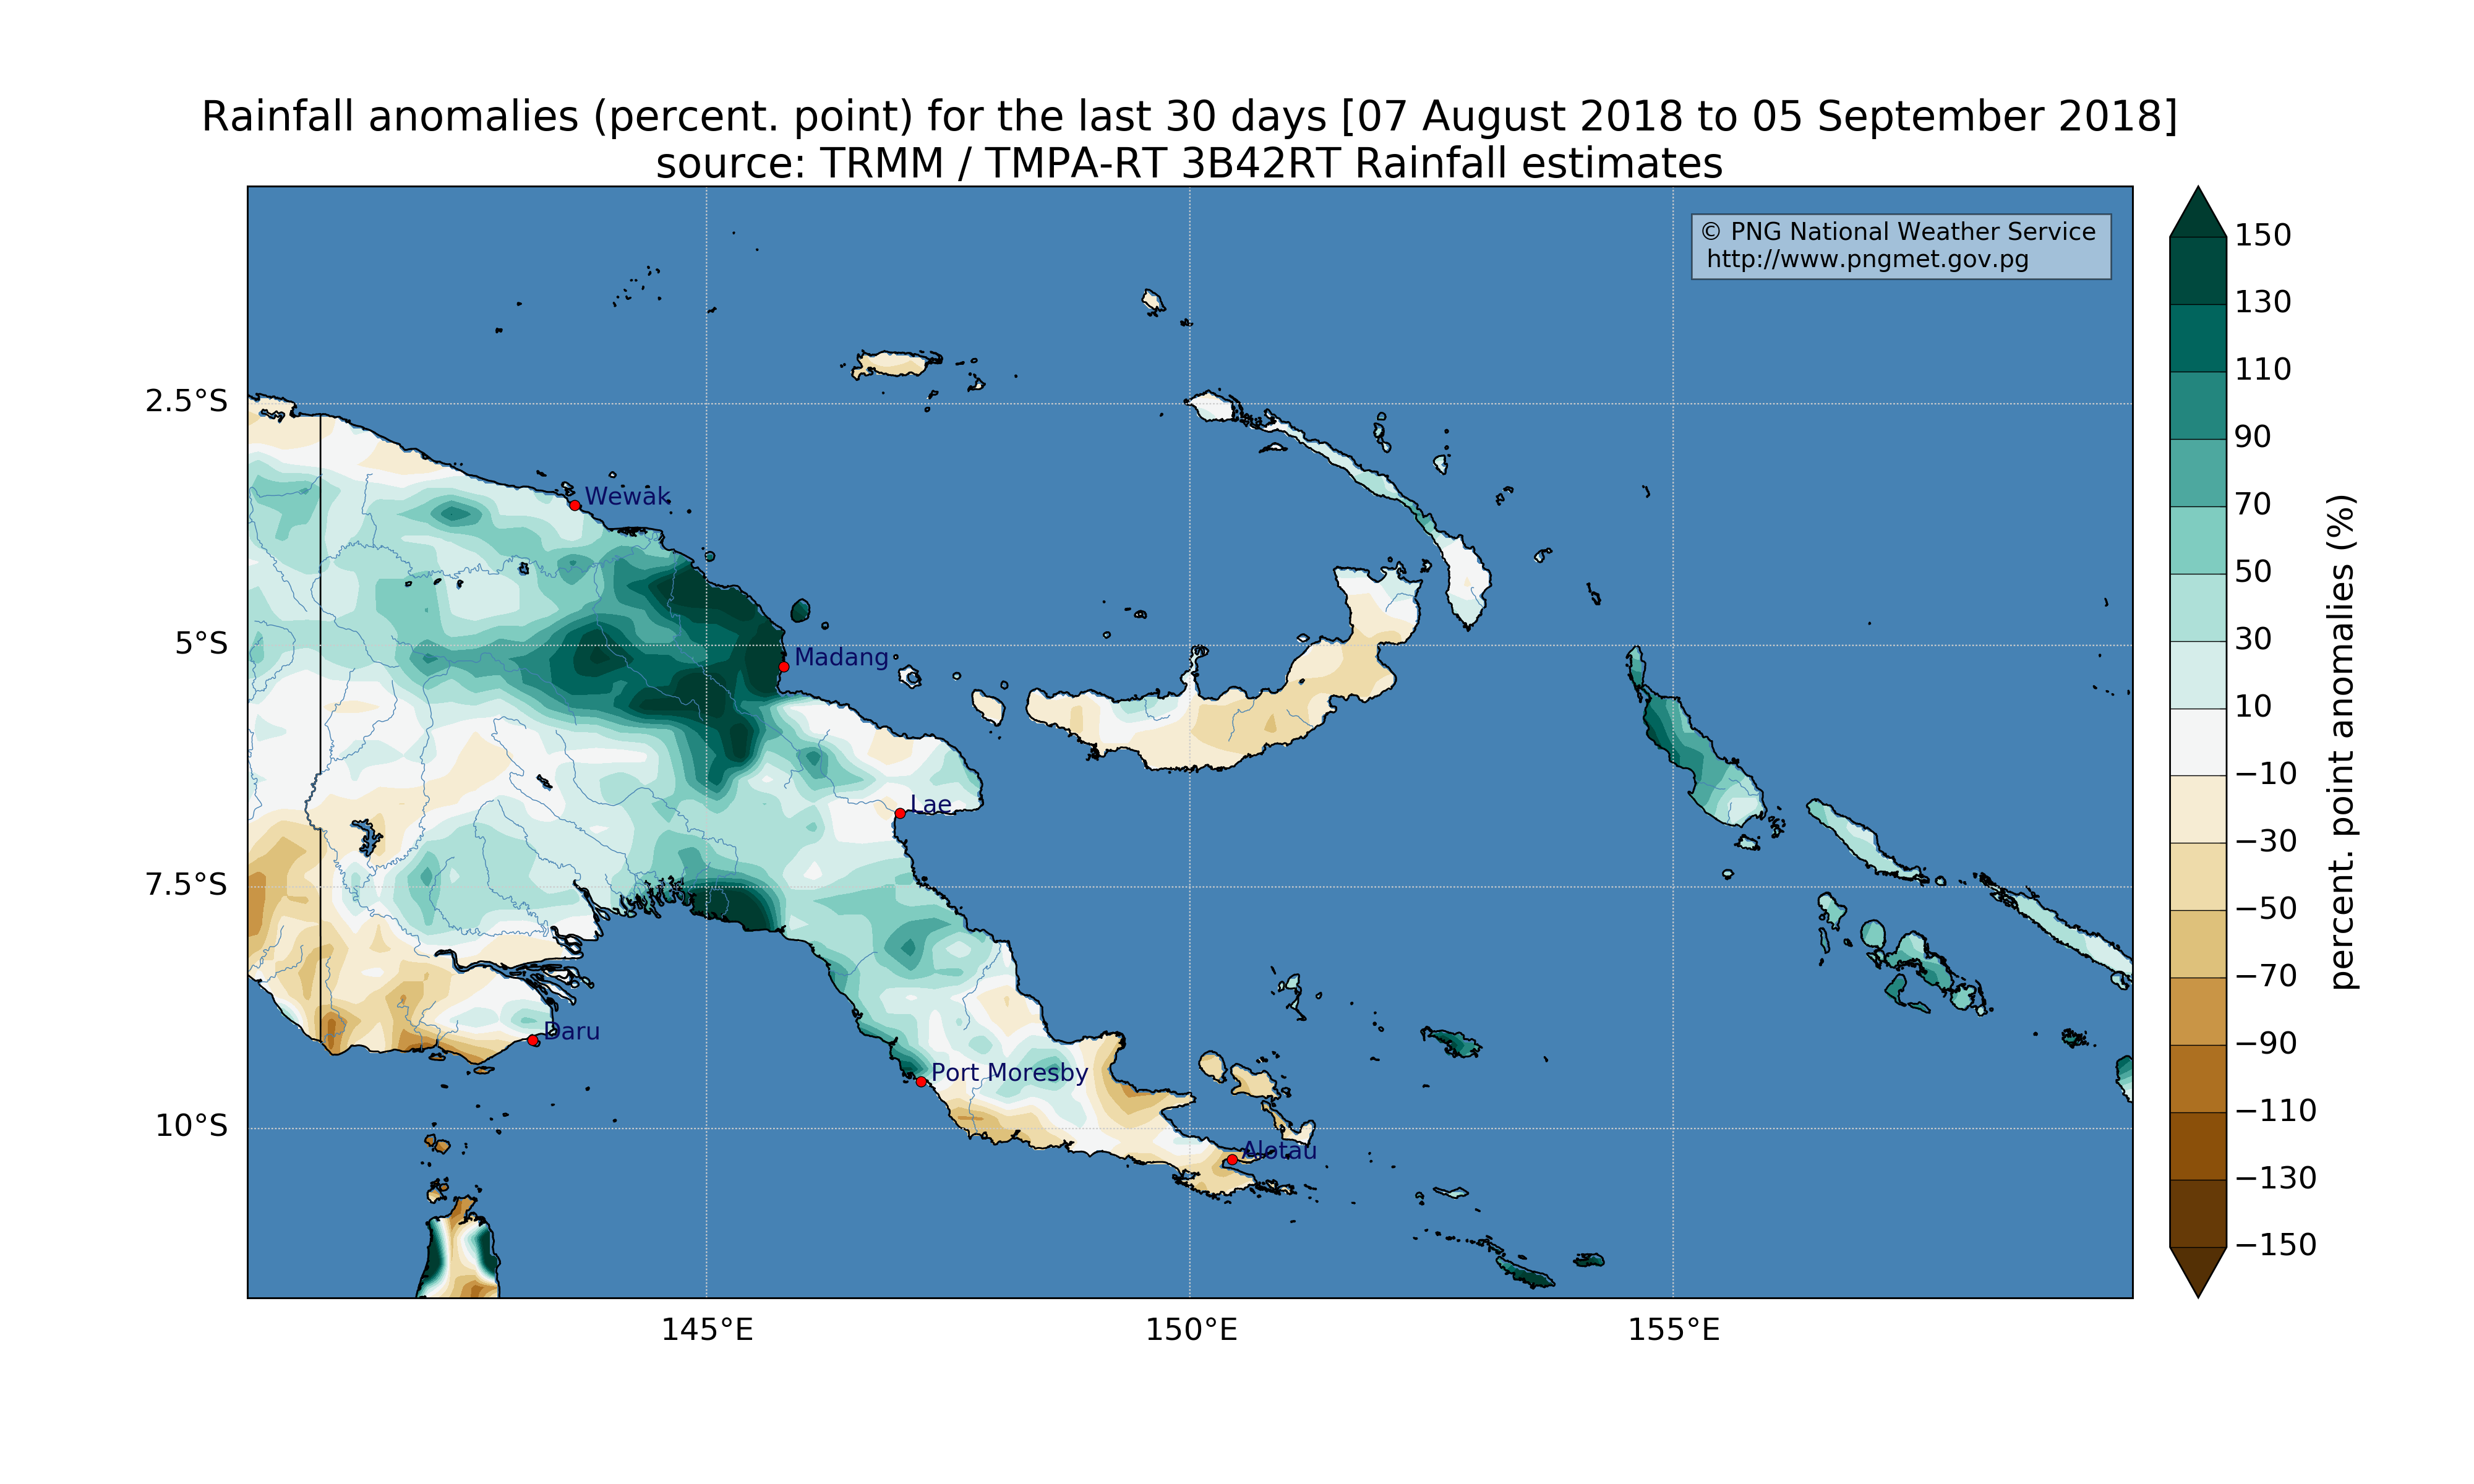 Rainfall anomalies (percent. point) for the last 30 days [07 August 2018 to 05 September 2018]
source: TRMM / TMPA-RT 3B42RT Rainfall estimates
© PNG National Weather Service
http://www.pngmet.gov.pg
2.5°S
5°S
7.5°S
10°S
Wewak
Madang
Lae
Daru
Port Moresby
Alotau
145°E
150°E
155°E
150
130
110
90
70
50
30
10
−10
−30
−50
−70
−90
−110
−130
−150
percent. point anomalies (%)